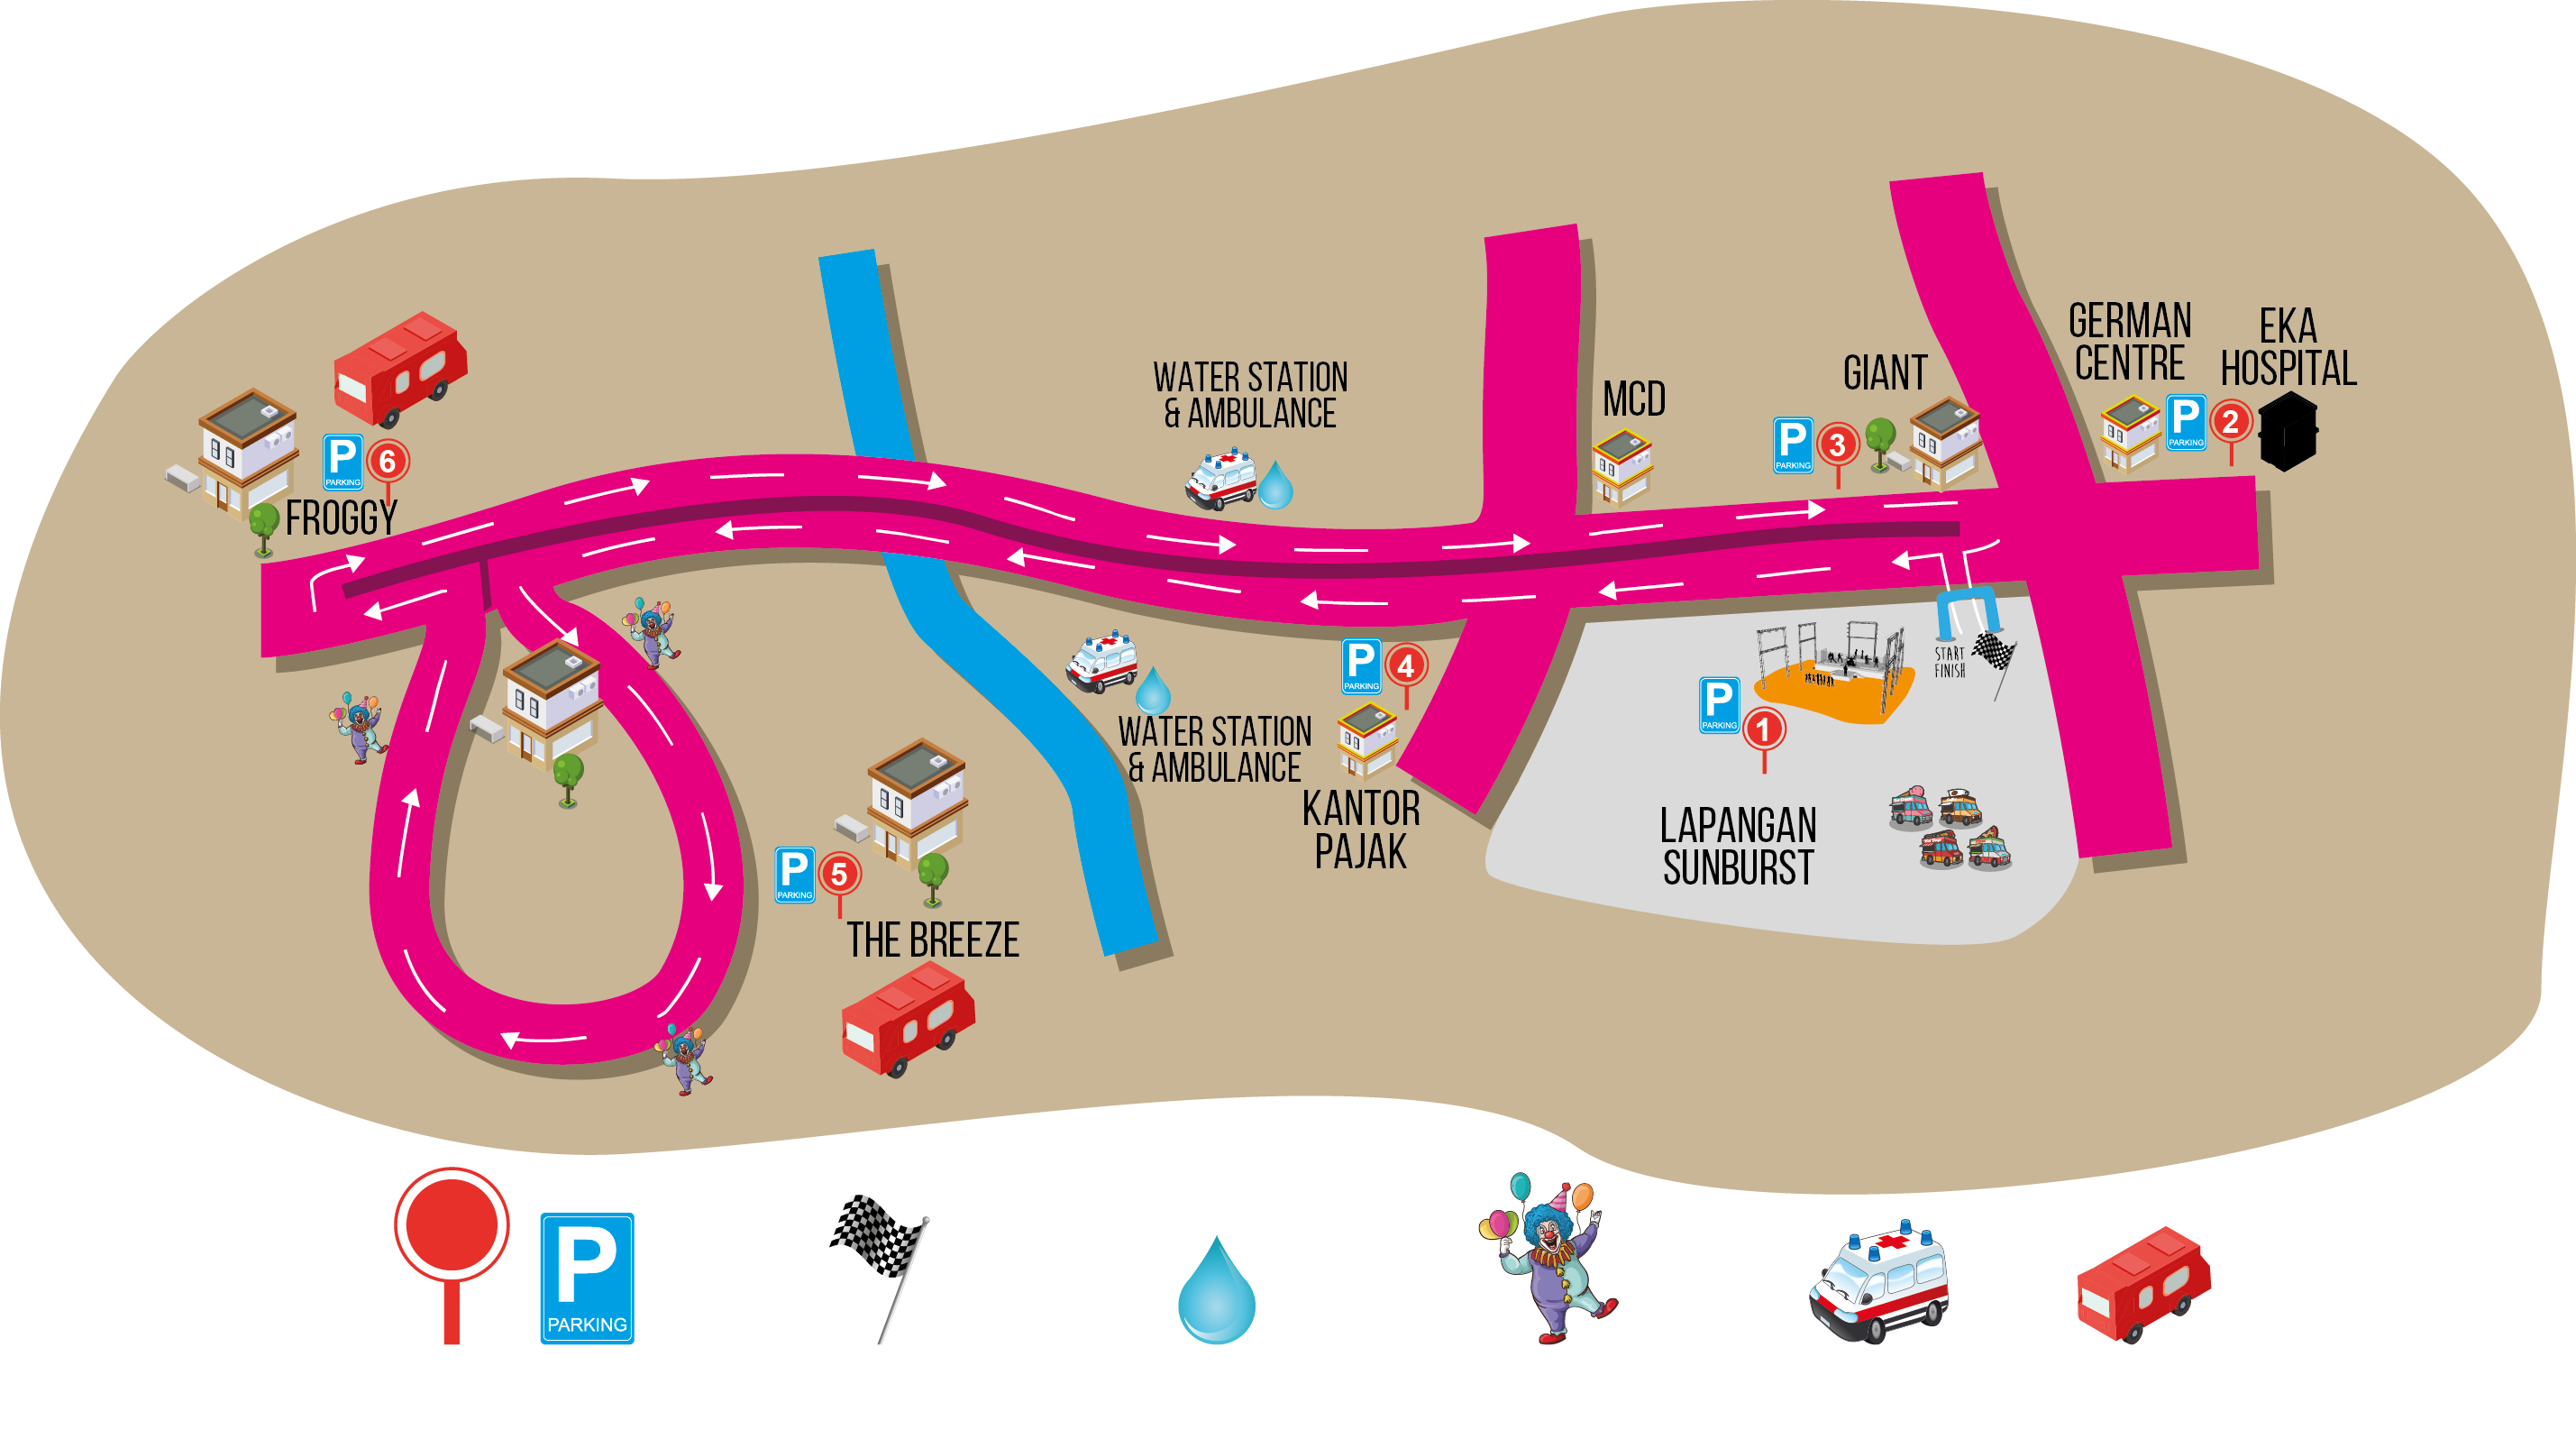 GERMAN
CENTRE
EKA
HOSPITAL
GIANT
P
PARKING
2
P
PARKING
3
MCD
WATER STATION
& AMBULANCE
P
PARKING
6
FROGGY
START
FINISH
P
PARKING
1
LAPANGAN
SUNBURST
P
PARKING
4
KANTOR
PAJAK
WATER STATION
& AMBULANCE
P
PARKING
5
THE BREEZE
P
PARKING